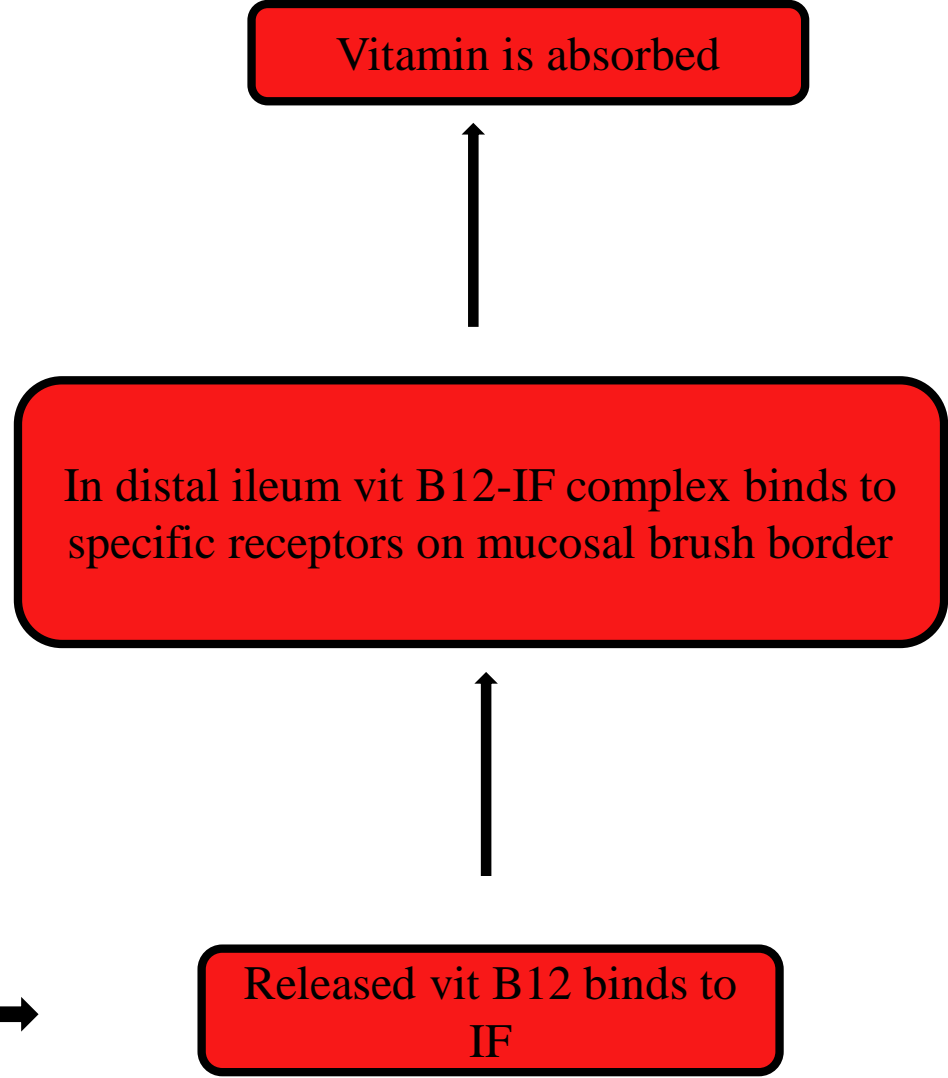 Vitamin is absorbed
In distal ileum vit B12-IF complex binds to
specific receptors on mucosal brush border
Released vit B12 binds to
IF